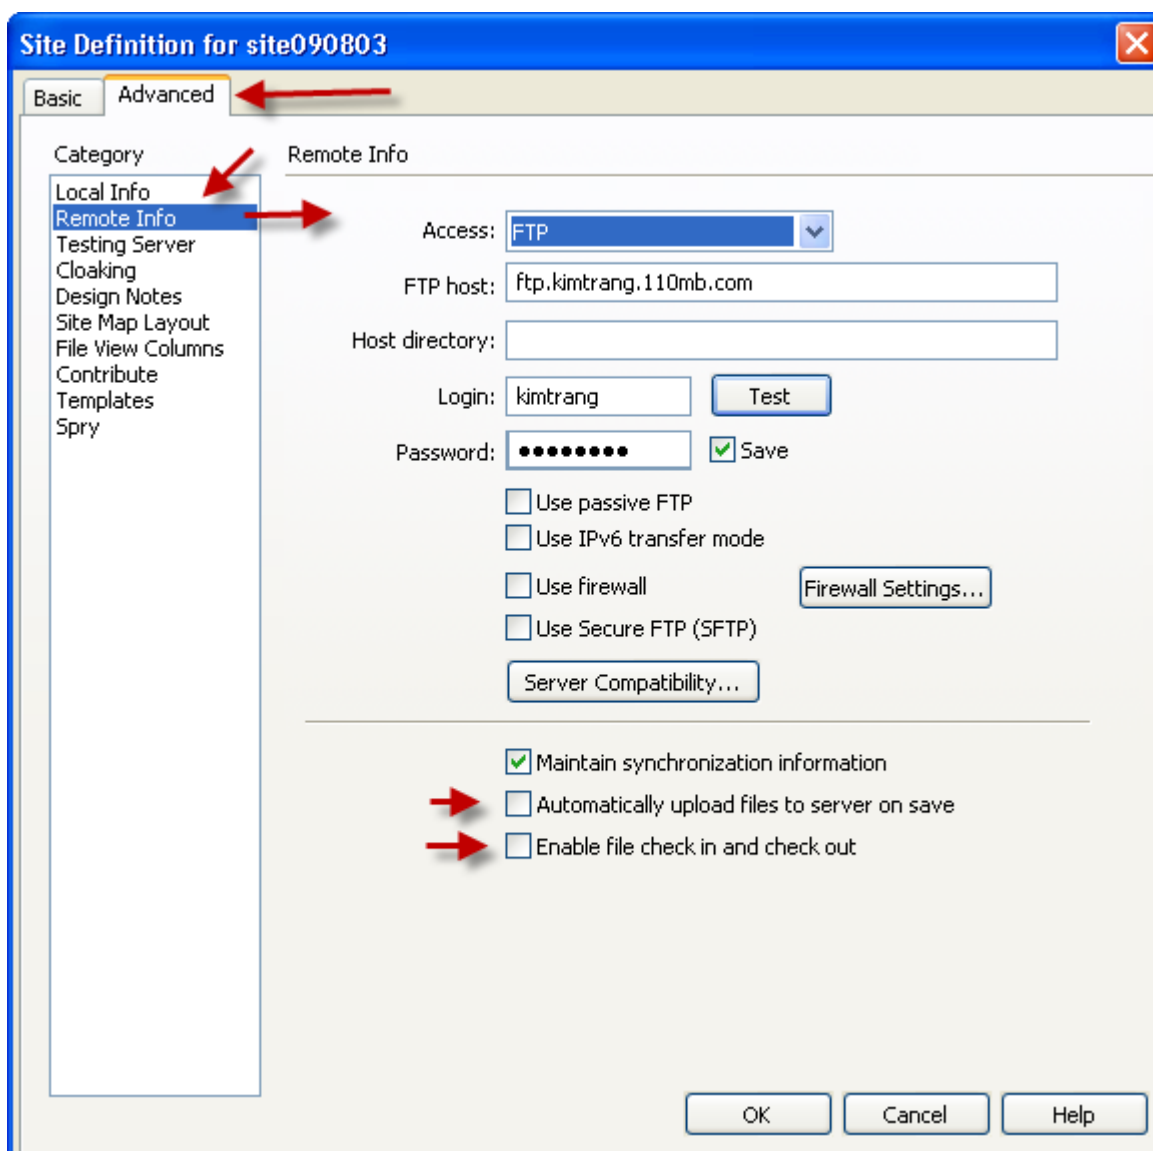 Site Definition for site090803
Basic
Advanced
Category
Local Info
Remote Info
Testing Server
Cloaking
Design Notes
Site Map Layout
File View Columns
Contribute
Templates
Spry
Remote Info
Access: FTP
FTP host: ftp.kimtrang.110mb.com
Host directory:
Login: kimtrang Test
Password: ●●●●●●●● Save
Use passive FTP
Use IPv6 transfer mode
Use firewall Firewall Settings...
Use Secure FTP (SFTP)
Server Compatibility...
Maintain synchronization information
Automatically upload files to server on save
Enable file check in and check out
OK Cancel Help